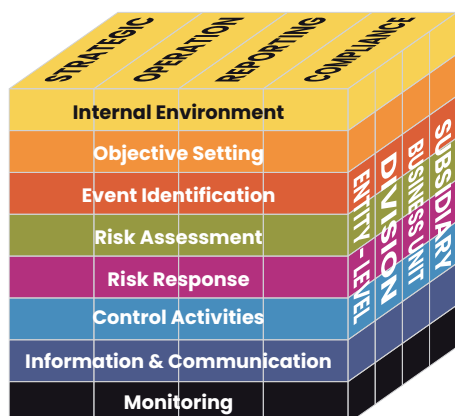 STRATEGIC
OPERATION
REPORTING
COMPLIANCE
Internal Environment
Objective Setting
Event Identification
Risk Assessment
Risk Response
Control Activities
Information & Communication
Monitoring
ENTITY - LEVEL
DIVISION
BUSINESS UNIT
SUBSIDIARY